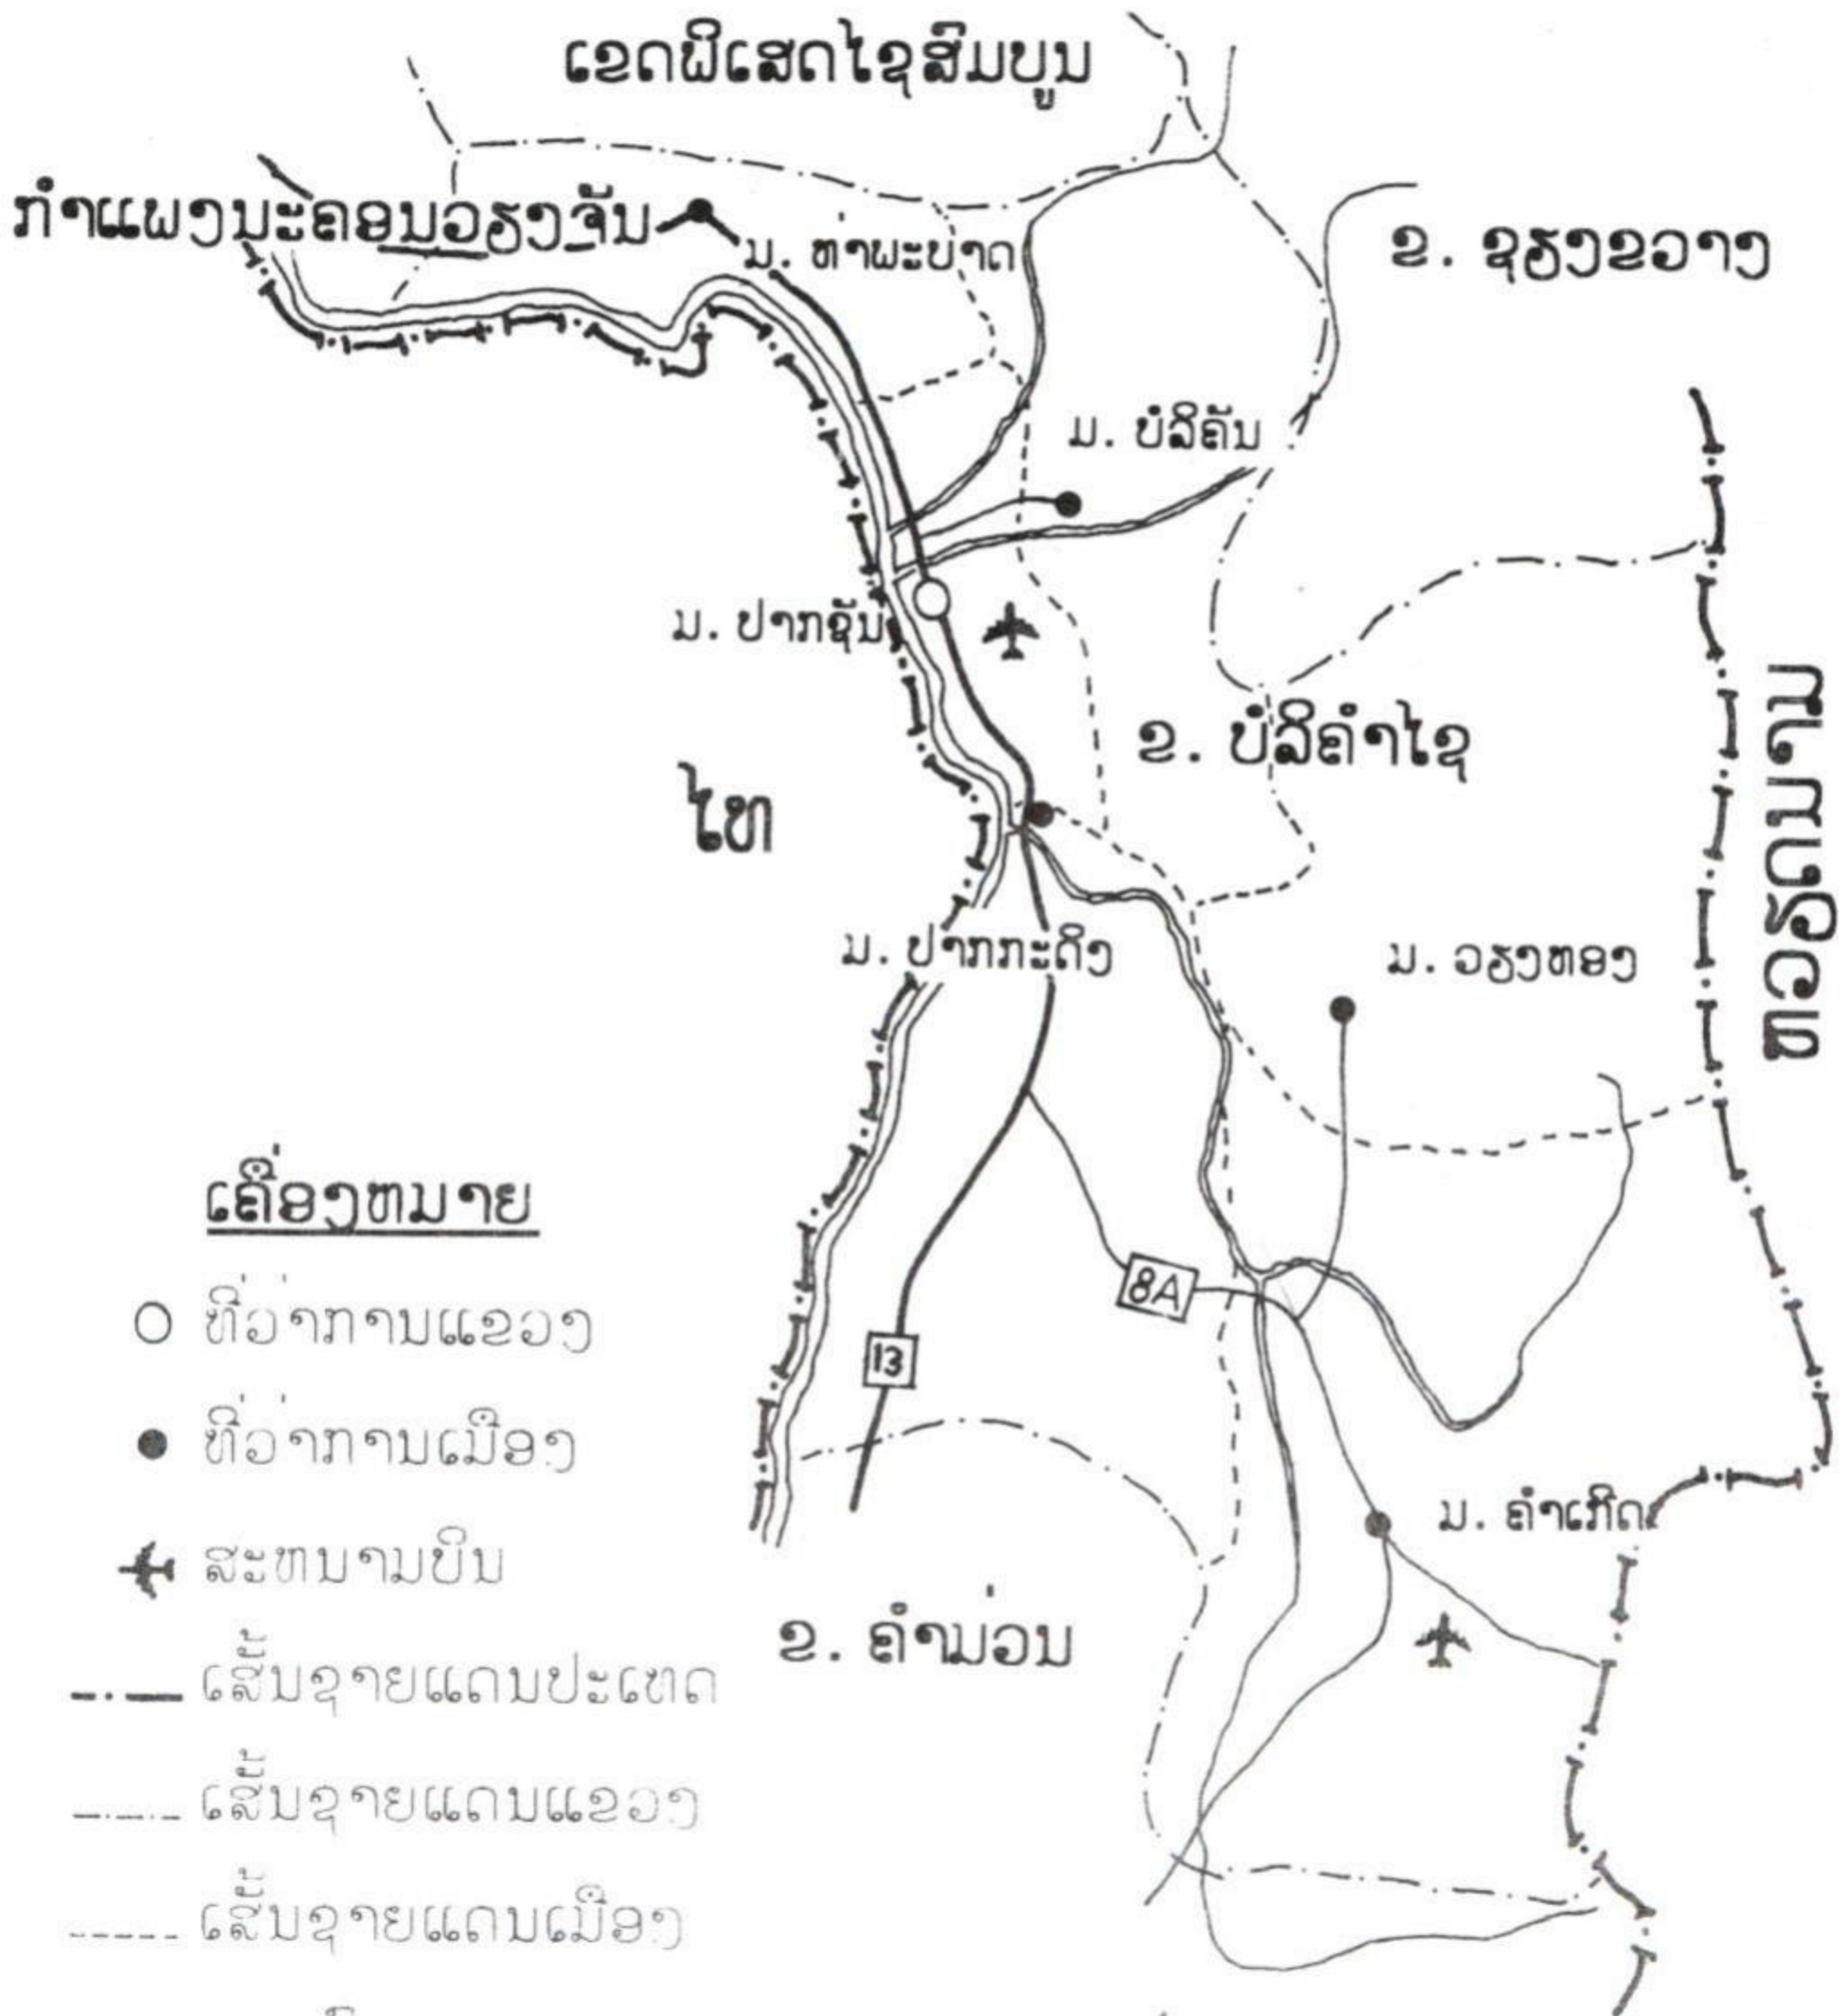 ເຂດພິເສດໄຊສົມບູນ
ກຳແພງນະຄອນວຽງຈັນ
ມ. ທ່າພະບາດ
ຂ. ຊຽງຂວາງ
ມ. ບໍລິຄັນ
ມ. ປາກຊັນ
ຂ. ບໍລິຄຳໄຊ
ໄທ
ຫວຽດນາມ
ມ. ປາກກະດິງ
ມ. ວຽງທອງ
8A
13
ມ. ຄຳເກີດ
ຂ. ຄຳມ່ວນ
ເຄື່ອງຫມາຍ
ທີ່ວ່າການແຂວງ
ທີ່ວ່າການເມືອງ
ສະຫນາມບິນ
ເສັ້ນຊາຍແດນປະເທດ
ເສັ້ນຊາຍແດນແຂວງ
ເສັ້ນຊາຍແດນເມືອງ